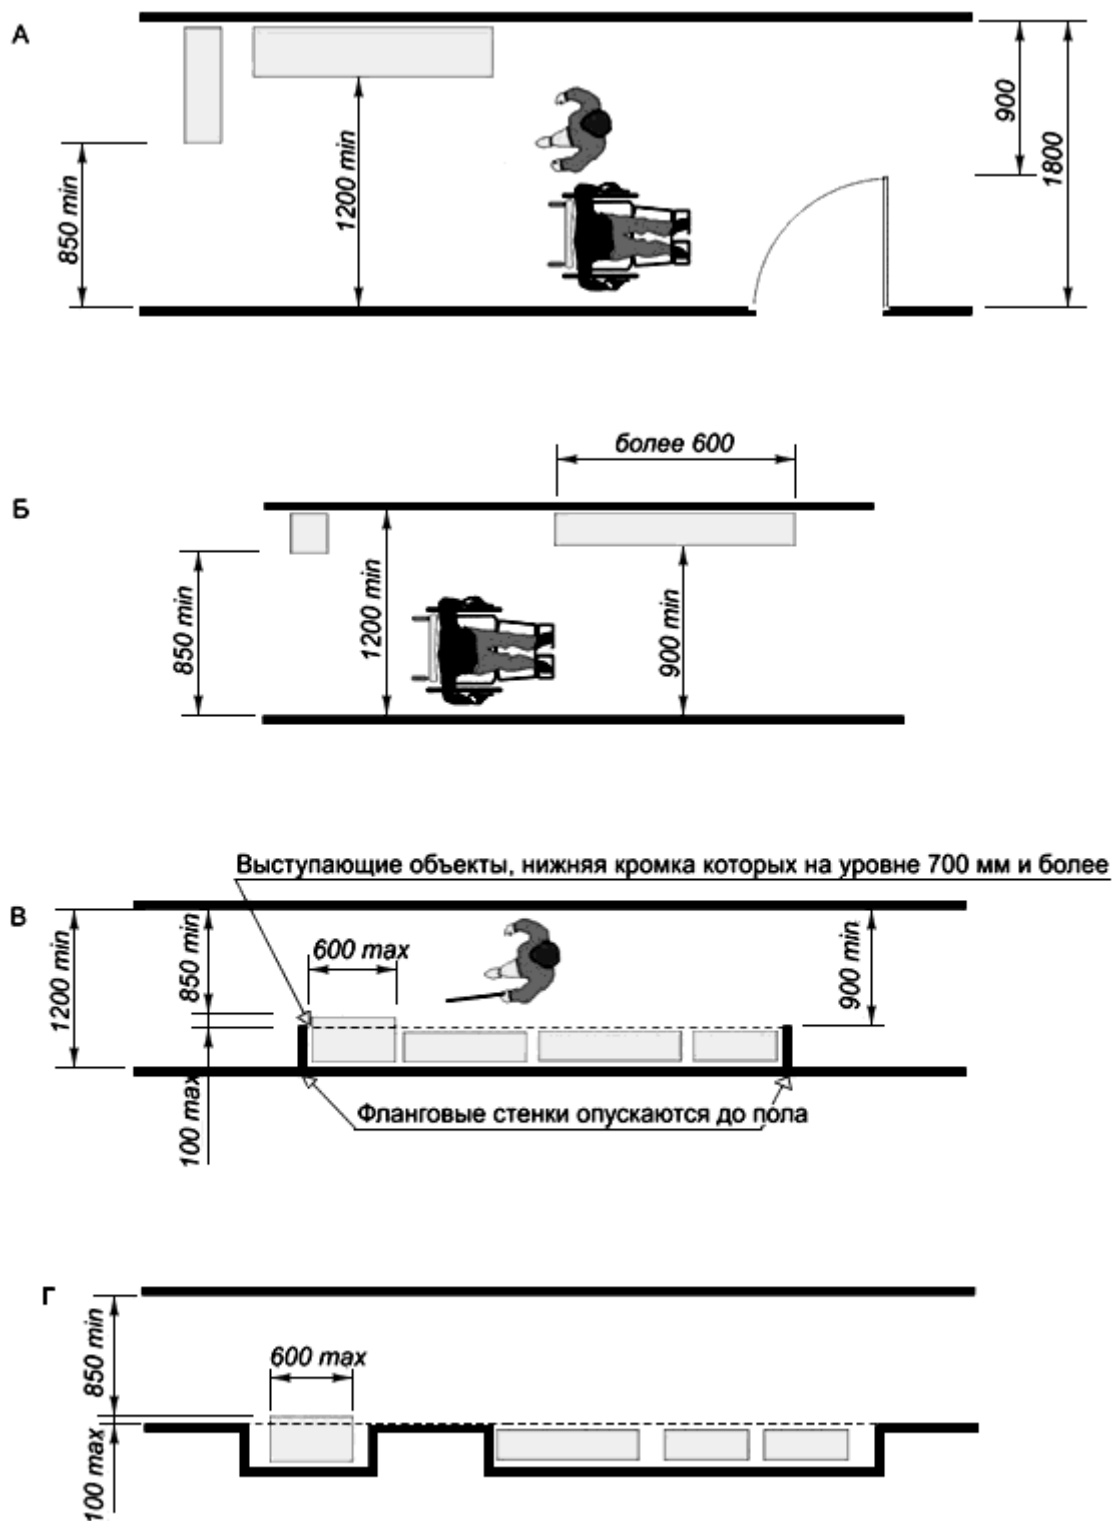 А
850 min
1200 min
900
1800
Б
более 600
850 min
1200 min
900 min
Выступающие объекты, нижняя кромка которых на уровне 700 мм и более
В
1200 min
850 min
600 max
900 min
100 max
Фланговые стенки опускаются до пола
Г
850 min
600 max
100 max